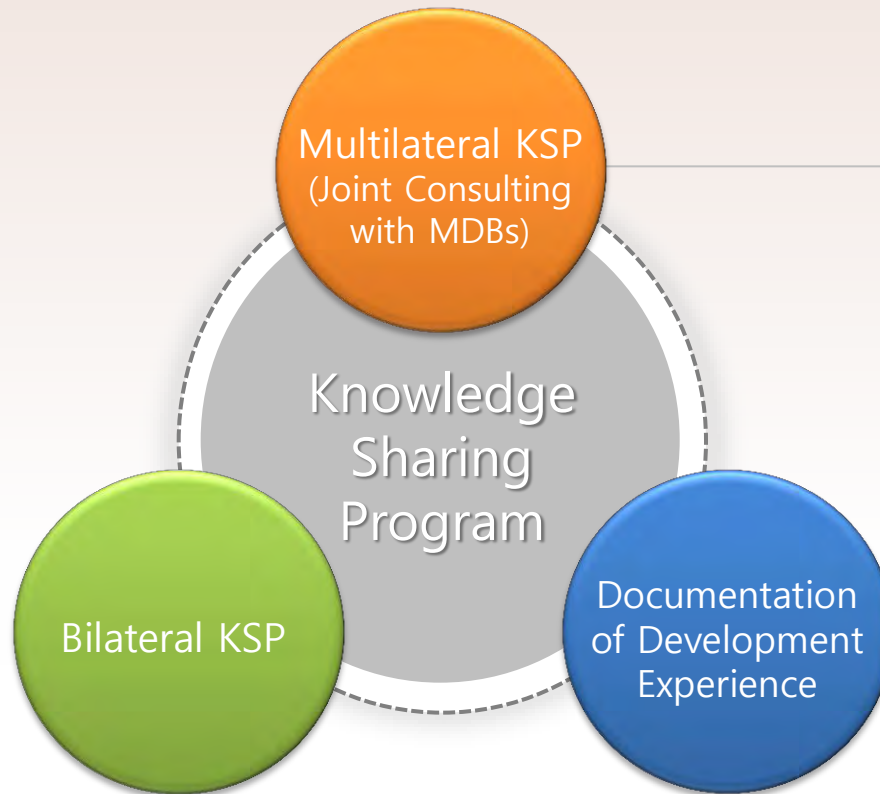 Multilateral KSP
(Joint Consulting
with MDBs)
Knowledge
Sharing
Program
Bilateral KSP
Documentation
of Development
Experience